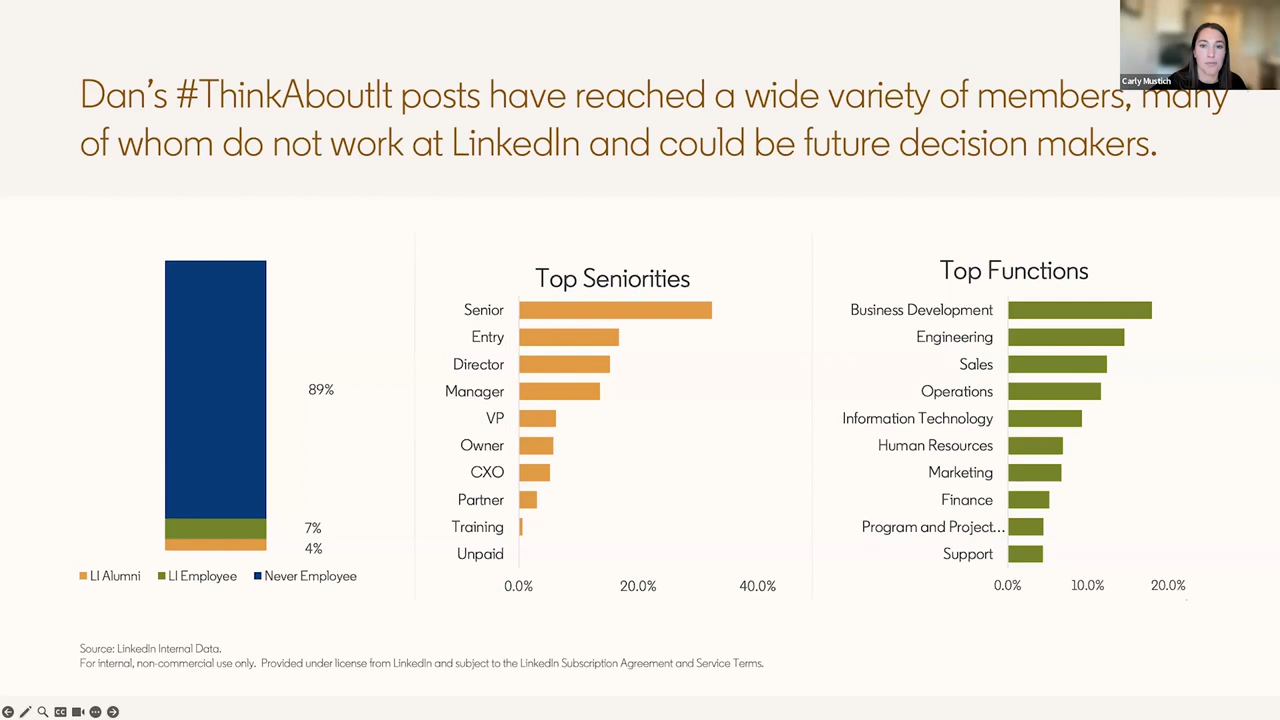 Carly Mustich
Dan's #ThinkAboutIt posts have reached a wide variety of members, many
of whom do not work at LinkedIn and could be future decision makers.
89%
7%
4%
LI Alumni LI Employee Never Employee
Top Seniorities
Senior
Entry
Director
Manager
VP
Owner
CXO
Partner
Training
Unpaid
0.0% 20.0% 40.0%
Top Functions
Business Development
Engineering
Sales
Operations
Information Technology
Human Resources
Marketing
Finance
Program and Project...
Support
0.0% 10.0% 20.0%
Source: LinkedIn Internal Data.
For internal, non-commercial use only. Provided under license from LinkedIn and subject to the LinkedIn Subscription Agreement and Service Terms.
CC